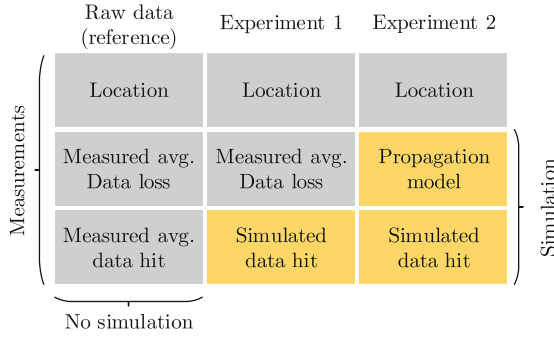 Raw data
(reference)
Experiment 1
Experiment 2
Measurements
Location
Location
Location
Measured avg.
Data loss
Measured avg.
Data loss
Propagation
model
Measured avg.
data hit
Simulated
data hit
Simulated
data hit
Simulation
No simulation